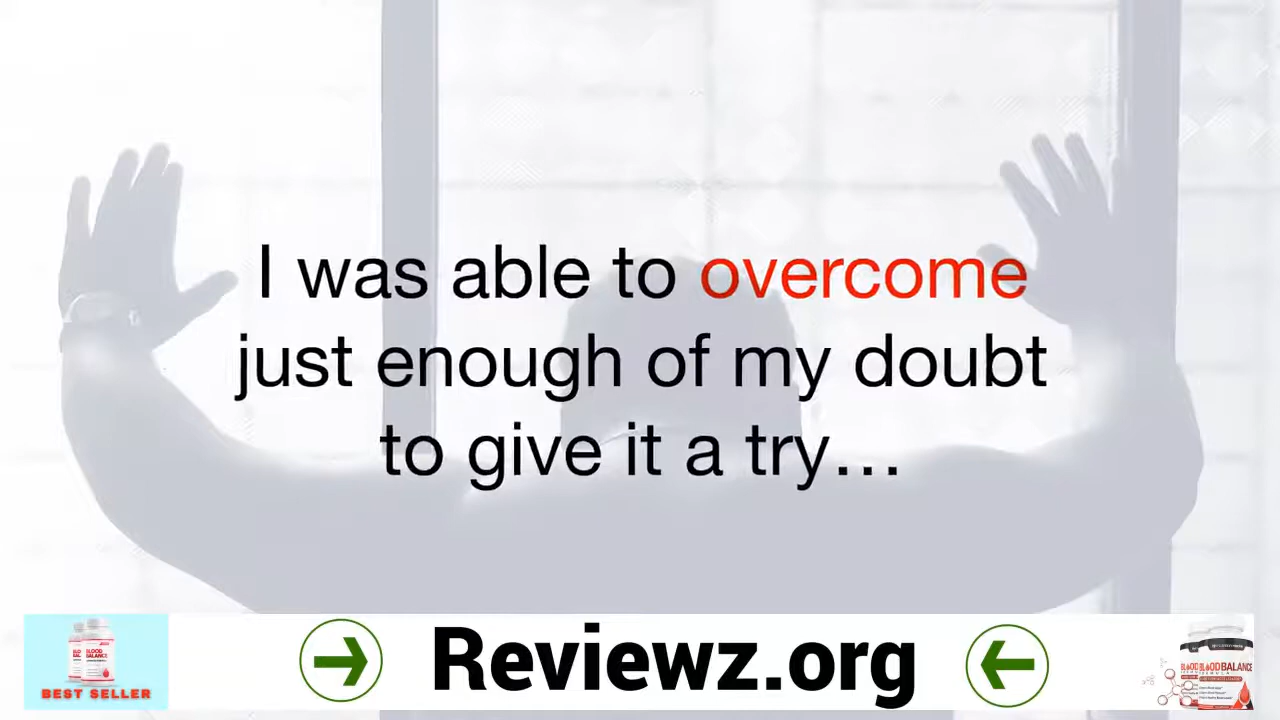 I was able to overcome
just enough of my doubt
to give it a try...
Reviewz.org
BLOOD
BALANCE
BEST SELLER
BLOODBALANCE